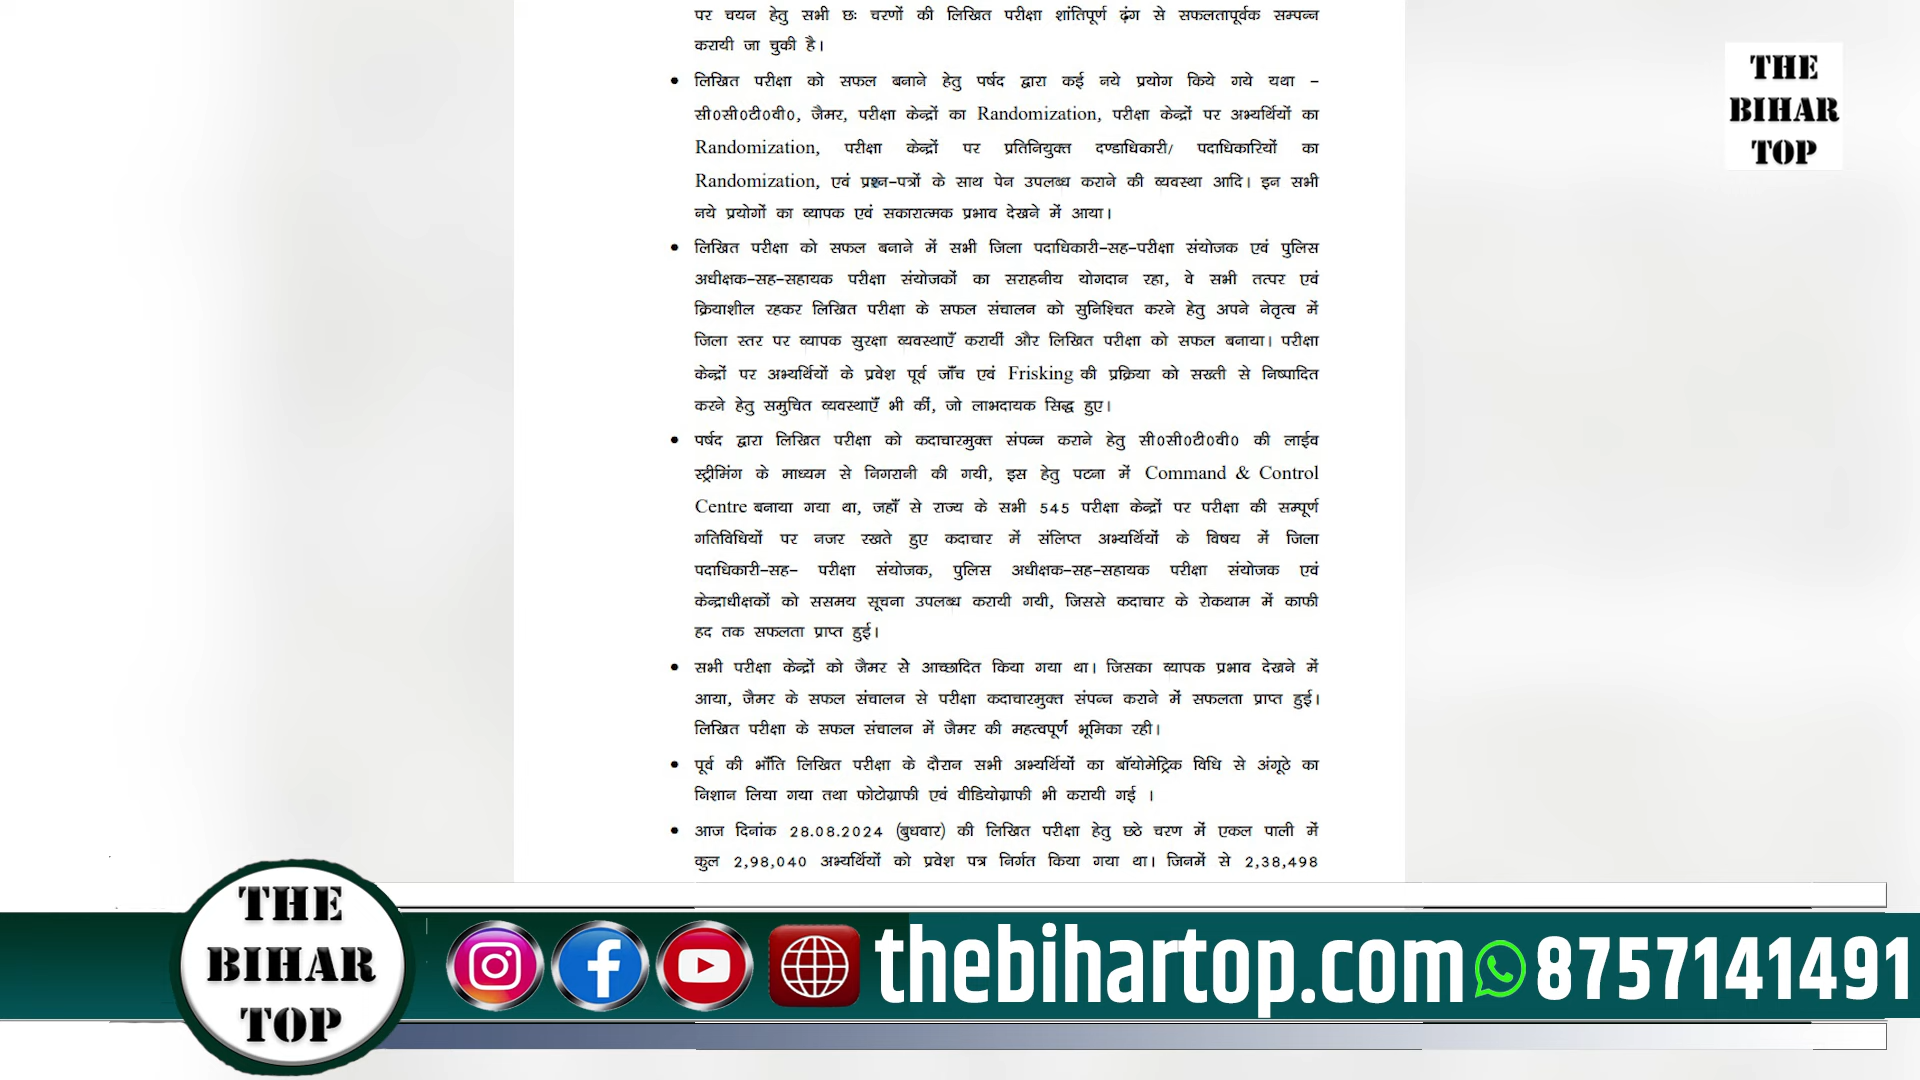 पर चयन हेतु सभी छः चरणों की लिखित परीक्षा शांतिपूर्ण ढ़ंग से सफलतापूर्वक सम्पन्न
करायी जा चुकी है।
THE
BIHAR
TOP
• लिखित परीक्षा को सफल बनाने हेतु पर्षद द्वारा कई नये प्रयोग किये गये यथा –
सी0सी0टी0वी0, जैमर, परीक्षा केन्द्रों का Randomization, परीक्षा केन्द्रों पर अभ्यर्थियों का
Randomization, परीक्षा केन्द्रों पर प्रतिनियुक्त दण्डाधिकारी/ पदाधिकारियों का
Randomization, एवं प्रश्न-पत्रों के साथ पेन उपलब्ध कराने की व्यवस्था आदि। इन सभी
नये प्रयोगों का व्यापक एवं सकारात्मक प्रभाव देखने में आया।
• लिखित परीक्षा को सफल बनाने में सभी जिला पदाधिकारी-सह-परीक्षा संयोजक एवं पुलिस
अधीक्षक-सह-सहायक परीक्षा संयोजकों का सराहनीय योगदान रहा, वे सभी तत्पर एवं
क्रियाशील रहकर लिखित परीक्षा के सफल संचालन को सुनिश्चित करने हेतु अपने नेतृत्व में
जिला स्तर पर व्यापक सुरक्षा व्यवस्थाएँ करायीं और लिखित परीक्षा को सफल बनाया। परीक्षा
केन्द्रों पर अभ्यर्थियों के प्रवेश पूर्व जाँच एवं Frisking की प्रक्रिया को सख्ती से निष्पादित
करने हेतु समुचित व्यवस्थाएँ भी कीं, जो लाभदायक सिद्ध हुए।
• पर्षद द्वारा लिखित परीक्षा को कदाचारमुक्त संपन्न कराने हेतु सी0सी0टी0वी0 की लाईव
स्ट्रीमिंग के माध्यम से निगरानी की गयी, इस हेतु पटना में Command & Control
Centre बनाया गया था, जहाँ से राज्य के सभी 545 परीक्षा केन्द्रों पर परीक्षा की सम्पूर्ण
गतिविधियों पर नजर रखते हुए कदाचार में संलिप्त अभ्यर्थियों के विषय में जिला
पदाधिकारी-सह- परीक्षा संयोजक, पुलिस अधीक्षक-सह-सहायक परीक्षा संयोजक एवं
केन्द्राधीक्षकों को ससमय सूचना उपलब्ध करायी गयी, जिससे कदाचार के रोकथाम में काफी
हद तक सफलता प्राप्त हुई।
• सभी परीक्षा केन्द्रों को जैमर से आच्छादित किया गया था। जिसका व्यापक प्रभाव देखने में
आया, जैमर के सफल संचालन से परीक्षा कदाचारमुक्त संपन्न कराने में सफलता प्राप्त हुई।
लिखित परीक्षा के सफल संचालन में जैमर की महत्वपूर्ण भूमिका रही।
• पूर्व की भाँति लिखित परीक्षा के दौरान सभी अभ्यर्थियों का बॉयोमेट्रिक विधि से अंगूठे का
निशान लिया गया तथा फोटोग्राफी एवं वीडियोग्राफी भी करायी गई ।
• आज दिनांक 28.08.2024 (बुधवार) की लिखित परीक्षा हेतु छठे चरण में एकल पाली में
कुल 2,98,040 अभ्यर्थियों को प्रवेश पत्र निर्गत किया गया था। जिनमें से 2,38,498
THE
BIHAR
TOP
thebihartop.com 8757141491